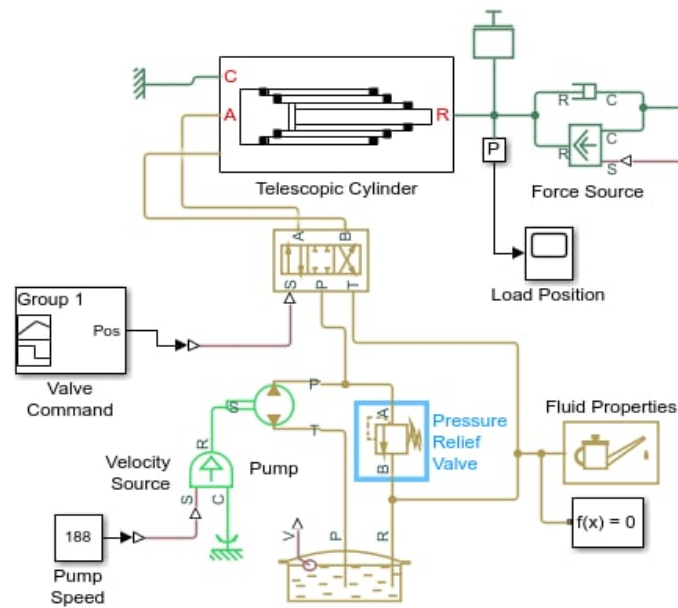 C
A
R
Telescopic Cylinder
R
C
R
C
S
P
Force Source
Load Position
A
B
S
P
T
Group 1
Pos
Valve
Command
S
P
T
A
B
Pressure
Relief
Valve
Fluid Properties
f(x) = 0
R
Velocity
Source
Pump
S
C
188
Pump
Speed
V
P
R